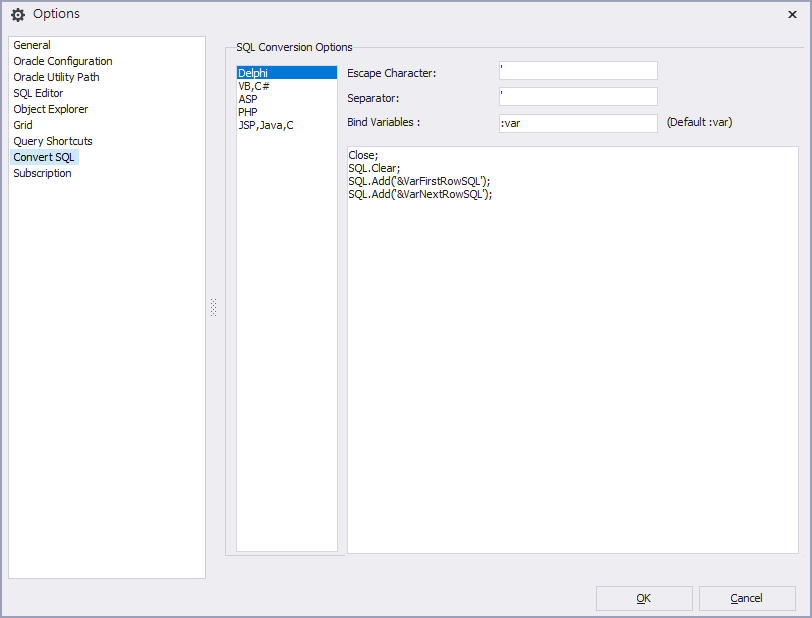 Options
General
Oracle Configuration
Oracle Utility Path
SQL Editor
Object Explorer
Grid
Query Shortcuts
Convert SQL
Subscription
SQL Conversion Options
Delphi
VB,C#
ASP
PHP
JSP,Java,C
Escape Character: '
Separator: '
Bind Variables : :var (Default :var)
Close;
SQL.Clear;
SQL.Add('&VarFirstRowSQL');
SQL.Add('&VarNextRowSQL');
OK Cancel